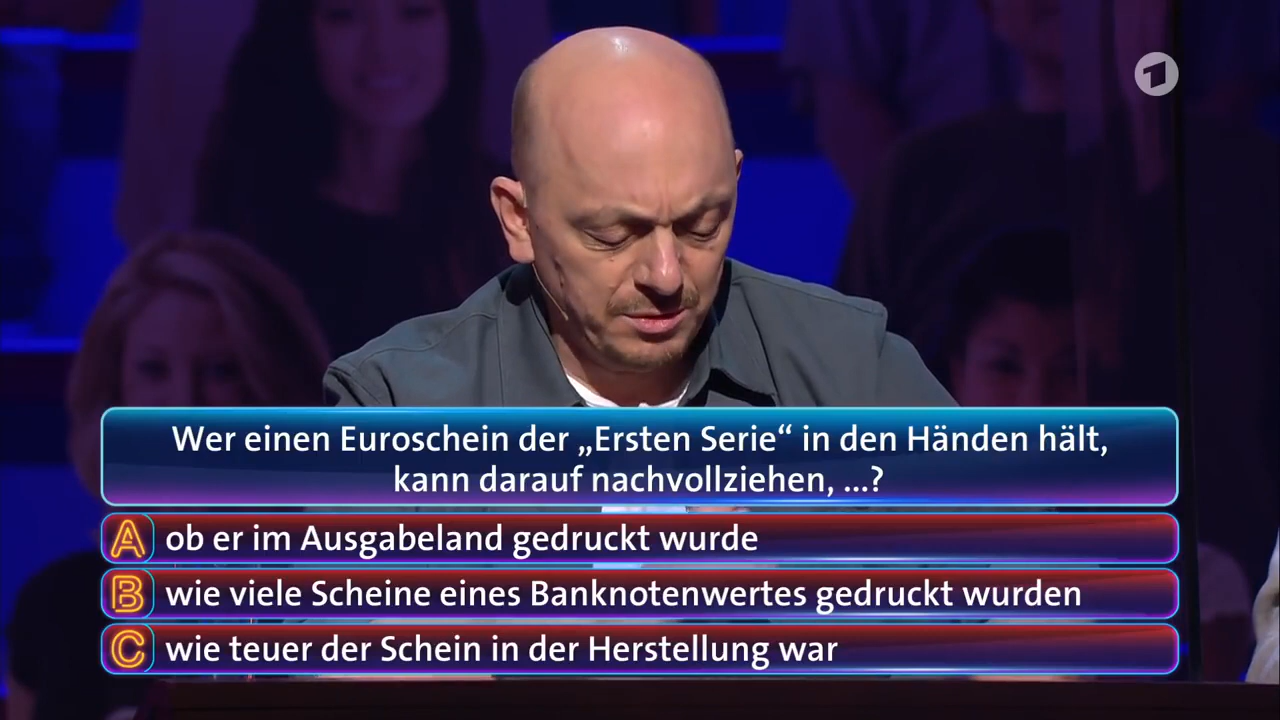 1
Wer einen Euroschein der „Ersten Serie“ in den Händen hält,
kann darauf nachvollziehen, ...?
A ob er im Ausgabeland gedruckt wurde
B wie viele Scheine eines Banknotenwertes gedruckt wurden
C wie teuer der Schein in der Herstellung war